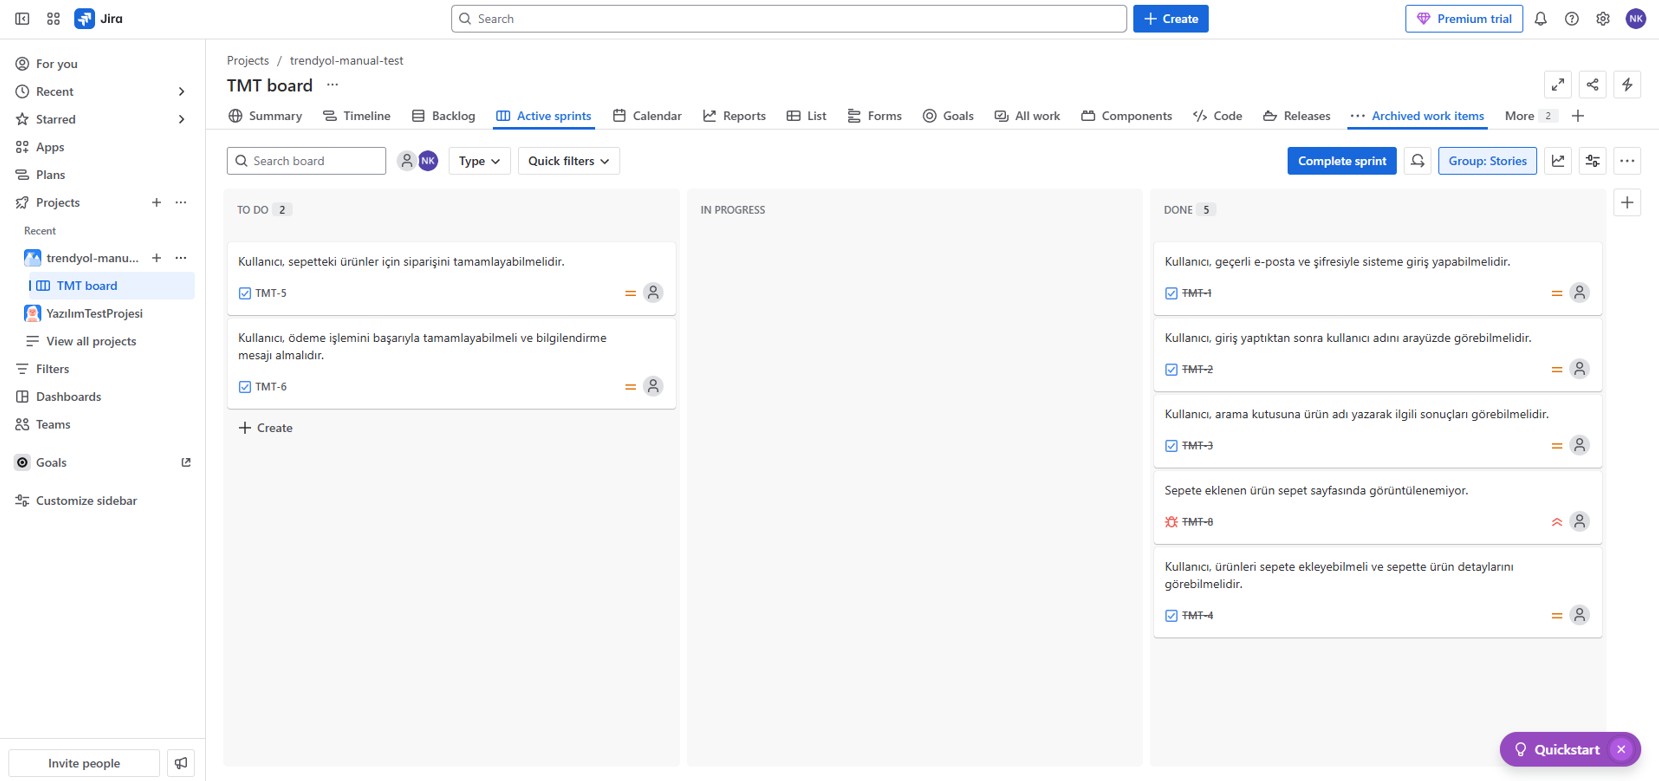 Jira
Search
Create
Premium trial
NK
For you
Recent
Starred
Apps
Plans
Projects
Recent
trendyol-manu...
TMT board
YazılımTestProjesi
View all projects
Filters
Dashboards
Teams
Goals
Customize sidebar
Invite people
Projects / trendyol-manual-test
TMT board
Summary
Timeline
Backlog
Active sprints
Calendar
Reports
List
Forms
Goals
All work
Components
Code
Releases
Archived work items
More 2
Search board
NK
Type
Quick filters
Complete sprint
Group: Stories
TO DO 2
Kullanıcı, sepetteki ürünler için siparişini tamamlayabilmelidir.
TMT-5
Kullanıcı, ödeme işlemini başarıyla tamamlayabilmeli ve bilgilendirme
mesajı almalıdır.
TMT-6
Create
IN PROGRESS
DONE 5
Kullanıcı, geçerli e-posta ve şifresiyle sisteme giriş yapabilmelidir.
TMT-1
Kullanıcı, giriş yaptıktan sonra kullanıcı adını arayüzde görebilmelidir.
TMT-2
Kullanıcı, arama kutusuna ürün adı yazarak ilgili sonuçları görebilmelidir.
TMT-3
Sepete eklenen ürün sepet sayfasında görüntülenemiyor.
TMT-8
Kullanıcı, ürünleri sepete ekleyebilmeli ve sepette ürün detaylarını
görebilmelidir.
TMT-4
Quickstart